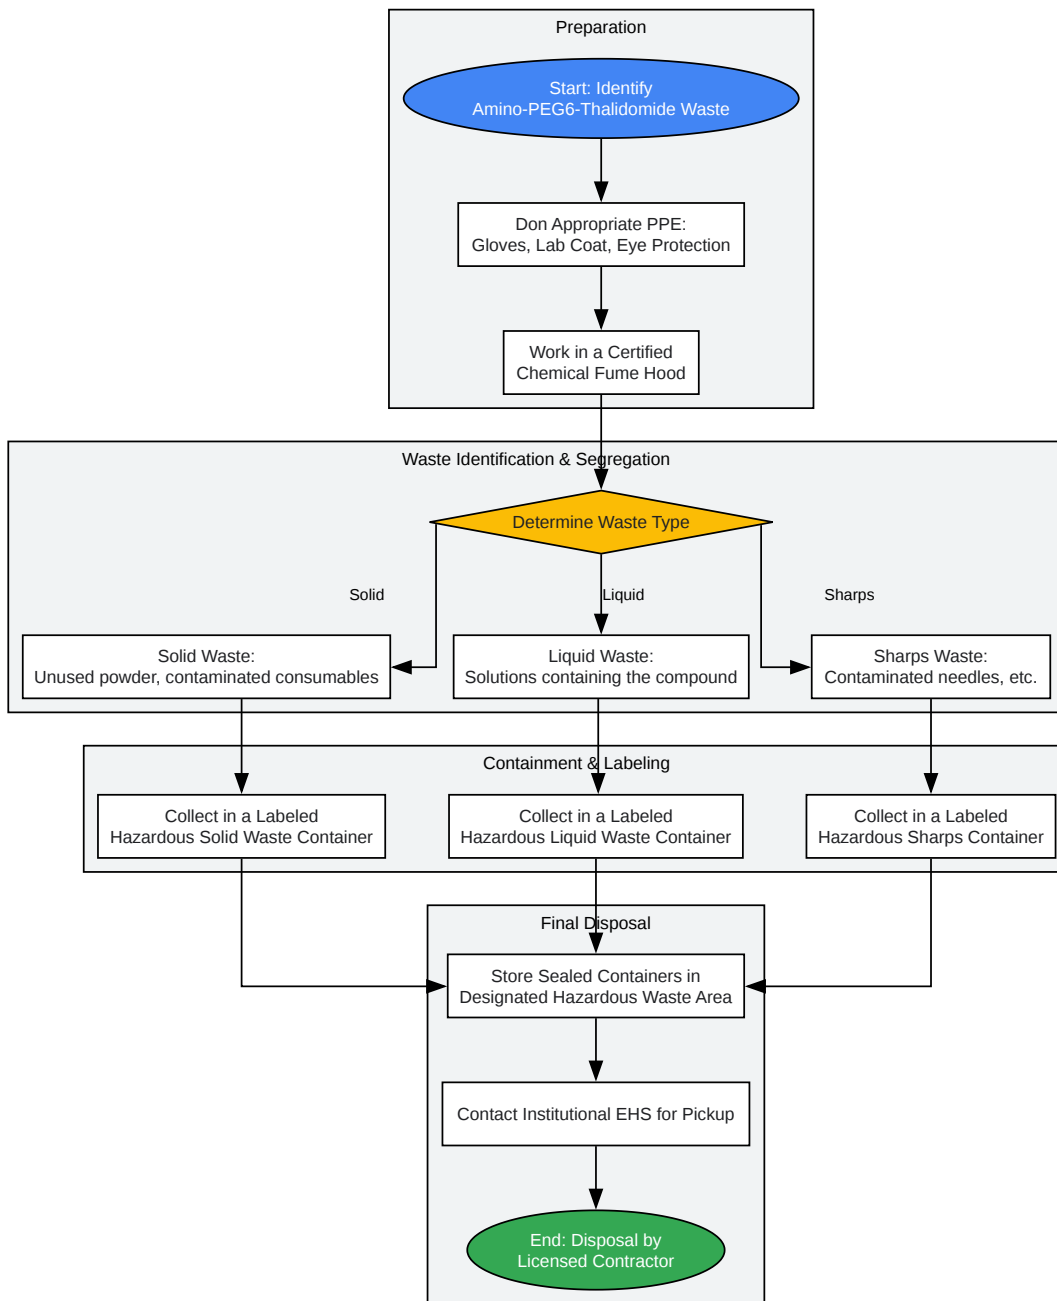 Preparation
Start: Identify
Amino-PEG6-Thalidomide Waste
Don Appropriate PPE:
Gloves, Lab Coat, Eye Protection
Work in a Certified
Chemical Fume Hood
Waste Identification & Segregation
Determine Waste Type
Solid
Liquid
Sharps
Solid Waste:
Unused powder, contaminated consumables
Liquid Waste:
Solutions containing the compound
Sharps Waste:
Contaminated needles, etc.
Containment & Labeling
Collect in a Labeled
Hazardous Solid Waste Container
Collect in a Labeled
Hazardous Liquid Waste Container
Collect in a Labeled
Hazardous Sharps Container
Final Disposal
Store Sealed Containers in
Designated Hazardous Waste Area
Contact Institutional EHS for Pickup
End: Disposal by
Licensed Contractor